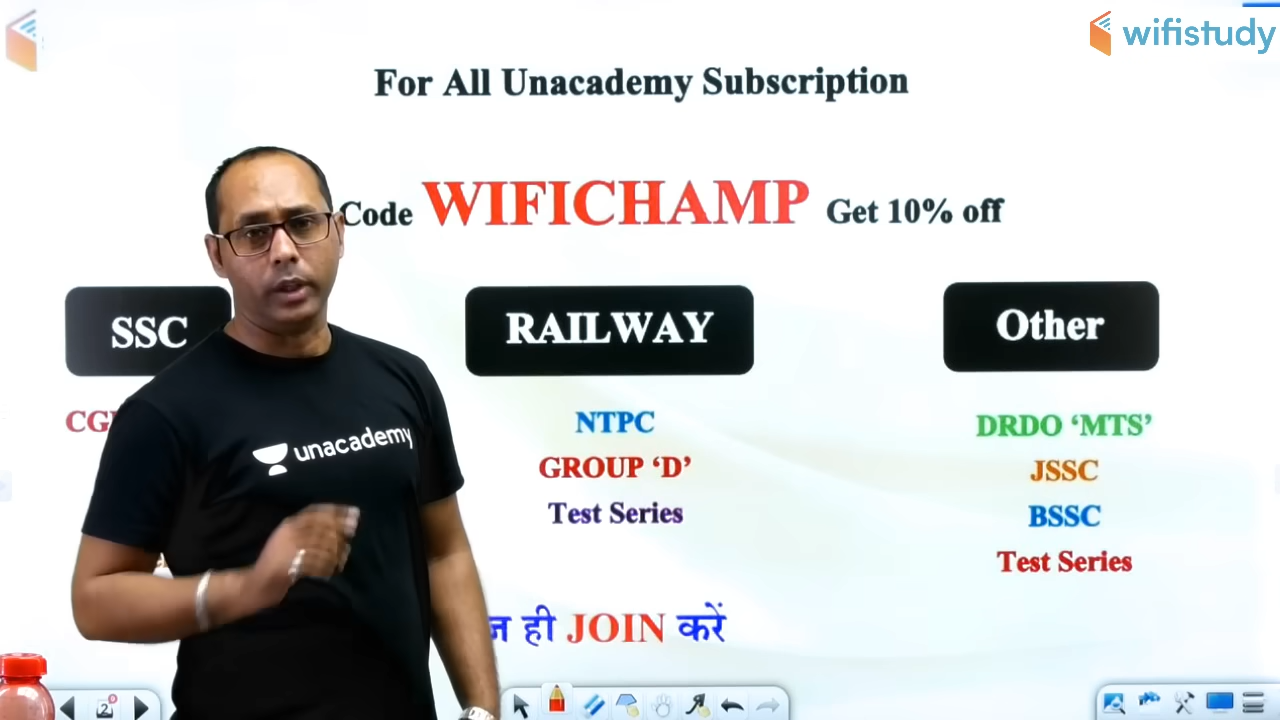 wifistudy
For All Unacademy Subscription
Code WIFICHAMP Get 10% off
SSC
RAILWAY
Other
NTPC
DRDO ‘MTS’
GROUP ‘D’
JSSC
Test Series
BSSC
Test Series
unacademy
ही JOIN करें
2